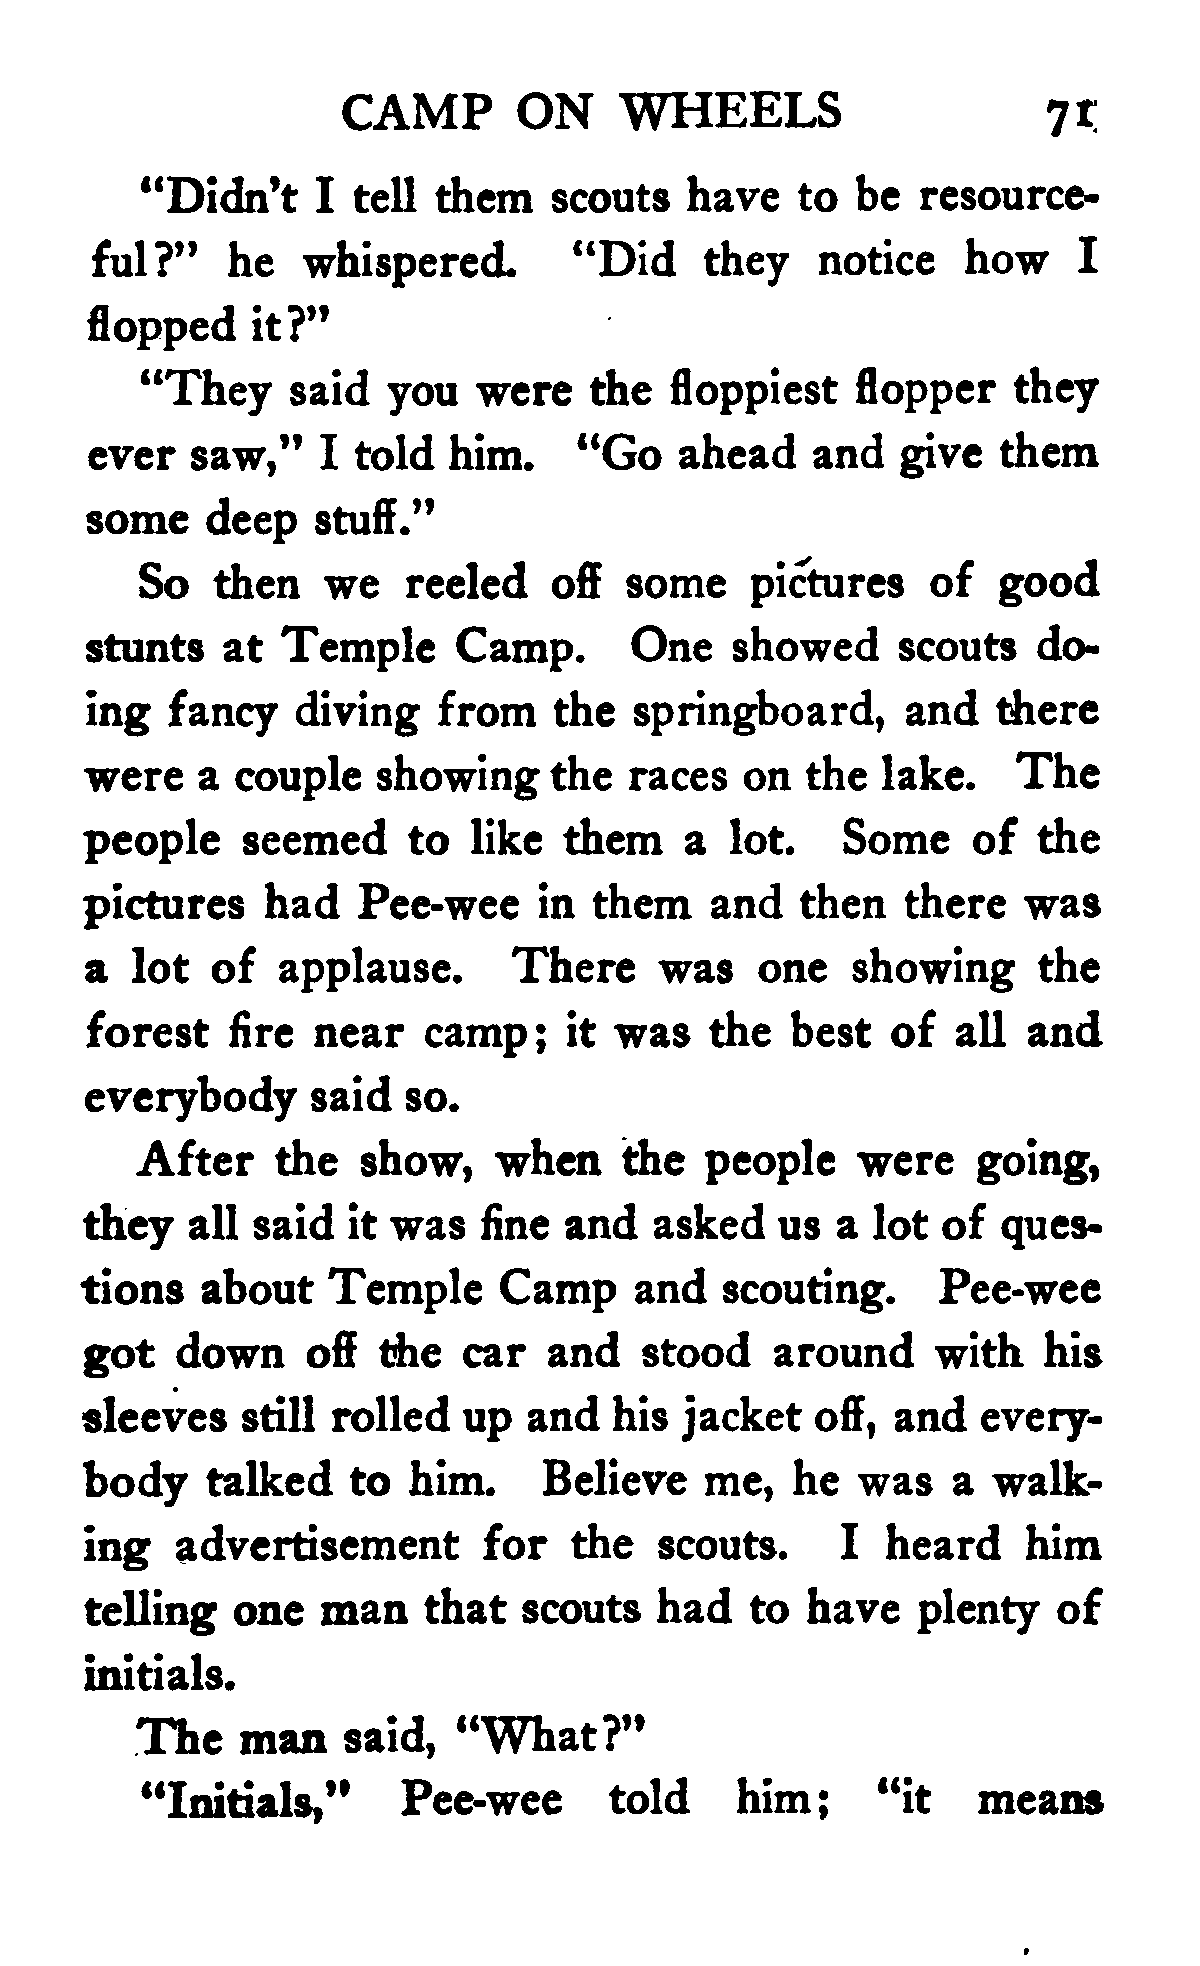 CAMP ON WHEELS 71
“Didn’t I tell them scouts have to be resource-
ful?” he whispered. “Did they notice how I
flopped it?”
“They said you were the floppiest flopper they
ever saw,” I told him. “Go ahead and give them
some deep stuff.”
So then we reeled off some pictures of good
stunts at Temple Camp. One showed scouts do-
ing fancy diving from the springboard, and there
were a couple showing the races on the lake. The
people seemed to like them a lot. Some of the
pictures had Pee-wee in them and then there was
a lot of applause. There was one showing the
forest fire near camp; it was the best of all and
everybody said so.
After the show, when the people were going,
they all said it was fine and asked us a lot of ques-
tions about Temple Camp and scouting. Pee-wee
got down off the car and stood around with his
sleeves still rolled up and his jacket off, and every-
body talked to him. Believe me, he was a walk-
ing advertisement for the scouts. I heard him
telling one man that scouts had to have plenty of
initials.
The man said, “What?”
“Initials,” Pee-wee told him; “it means